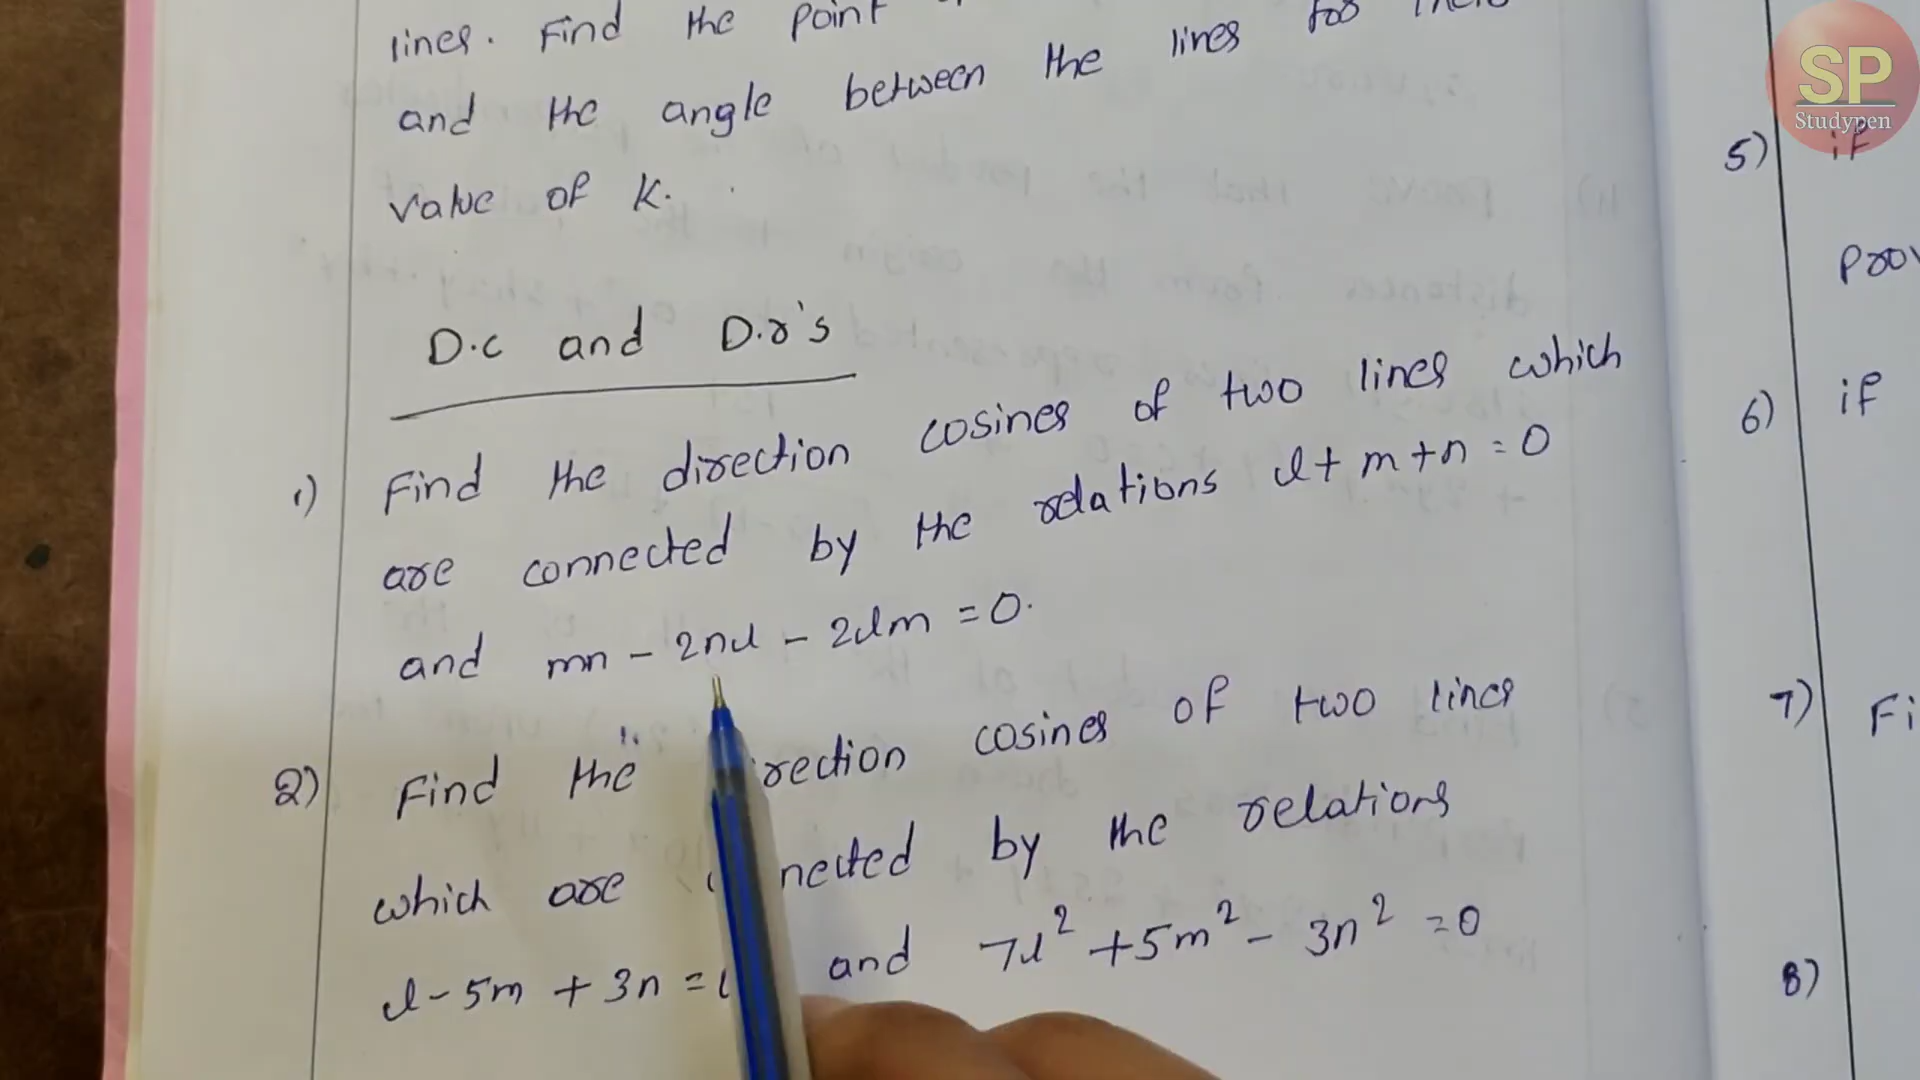 lines. Find the point
and the angle between the lines for
value of K.
D.c and D.r's
1) Find the direction cosines of two lines which
are connected by the relations l + m + n = 0
and mn - 2nl - 2lm = 0.
2) Find the direction cosines of two lines
which are by the relations
l - 5m + 3n = and 7l² + 5m² - 3n² = 0
SP
Studypen
5) if
6) if
7) Fi
8)